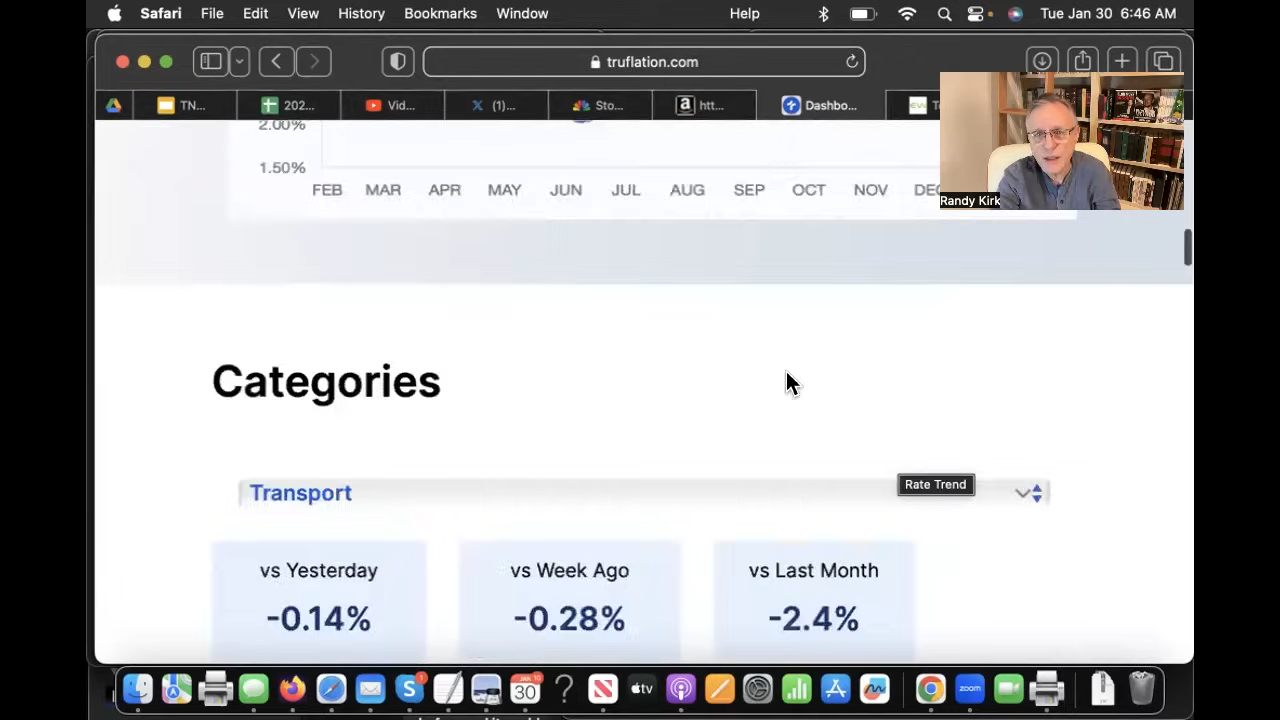 Safari File Edit View History Bookmarks Window Help Tue Jan 30 6:46 AM
truflation.com
TN... 202... Vid... (1)... Sto... htt... Dashbo...
2.00%
1.50%
FEB MAR APR MAY JUN JUL AUG SEP OCT NOV
Randy Kirk
Categories
Transport
Rate Trend
vs Yesterday vs Week Ago vs Last Month
-0.14% -0.28% -2.4%
tv zoom